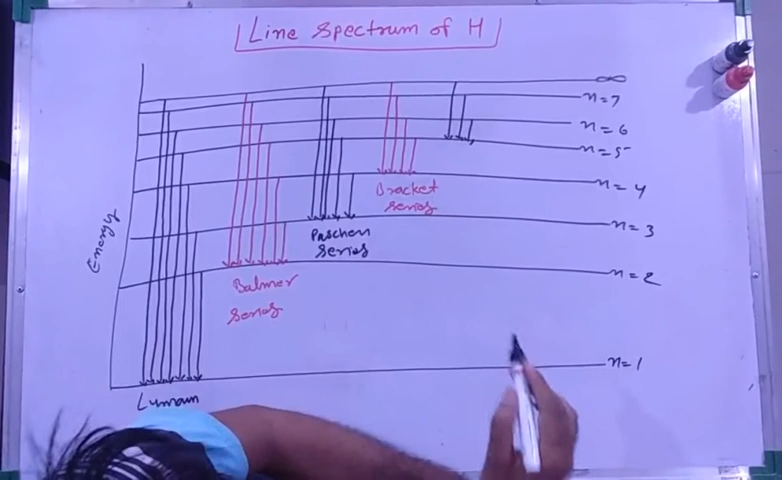 Line Spectrum of H
∞
n=7
n=6
n=5
n=4
n=3
n=2
n=1
Energy
Bracket
series
Paschen
series
Balmer
series
Lyman